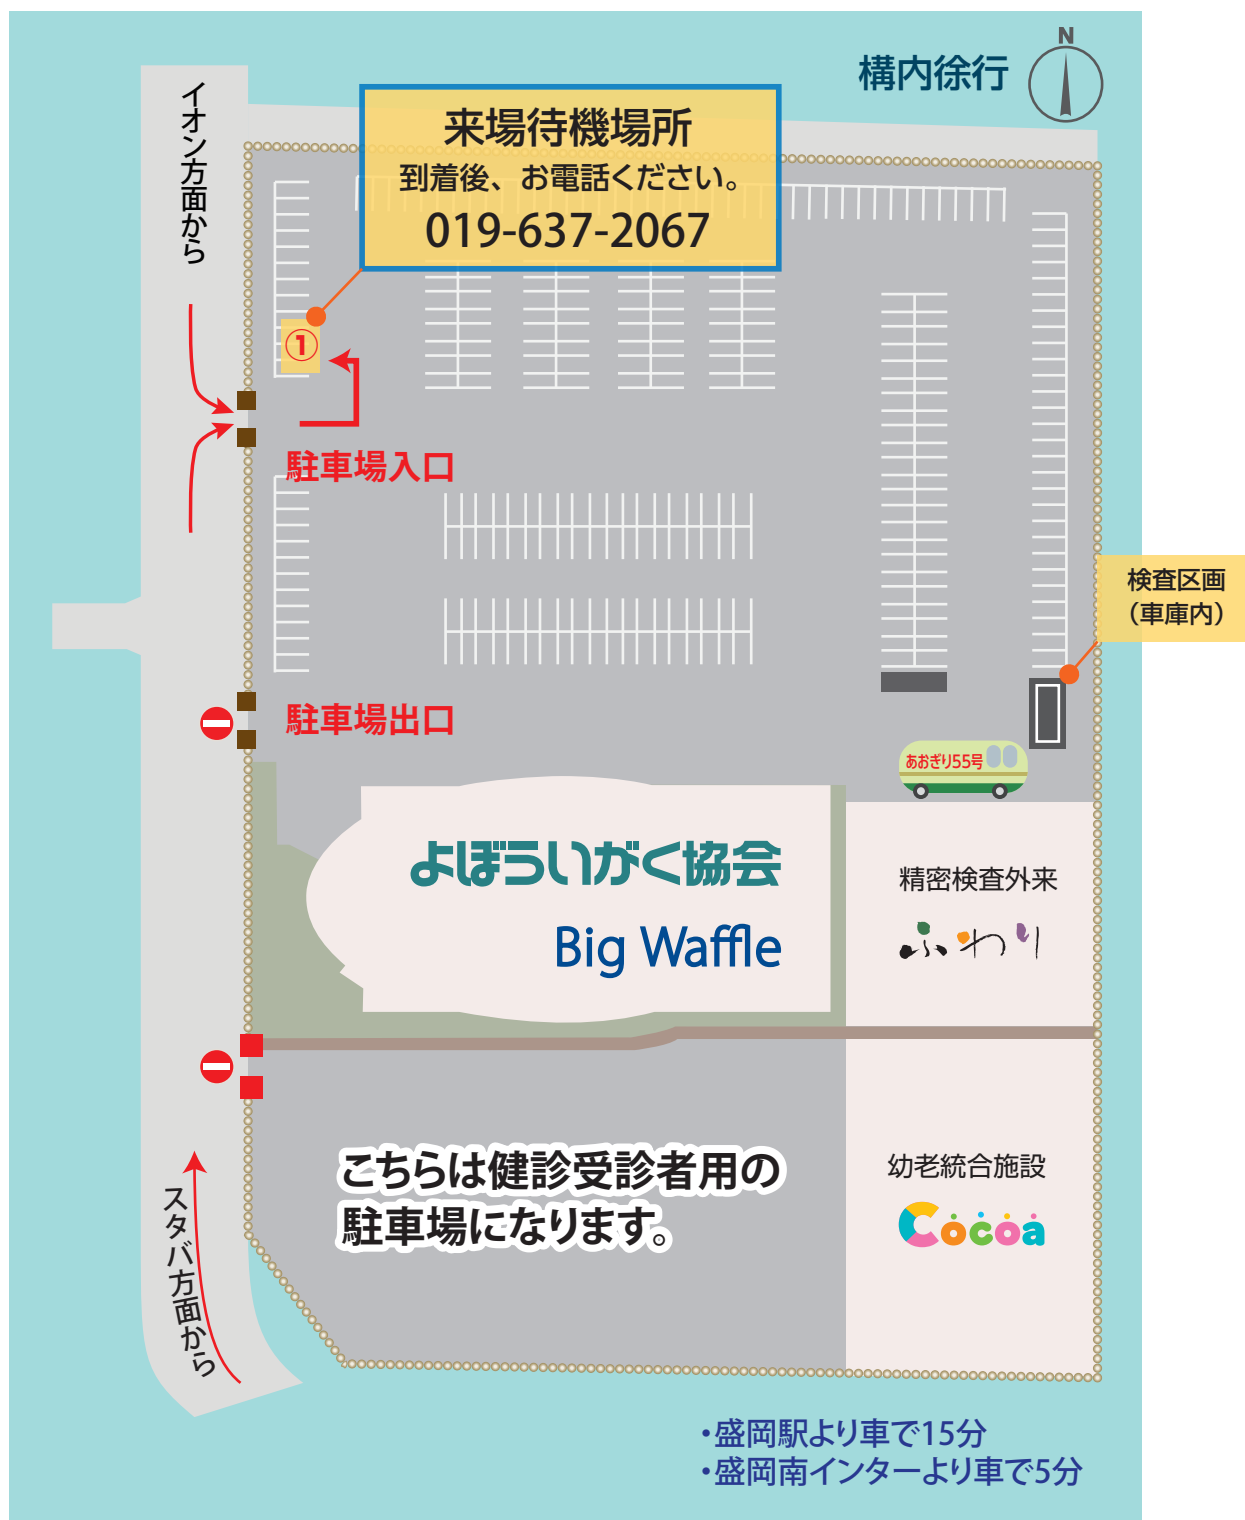 N
構内徐行
イオン方面から
来場待機場所
到着後、お電話ください。
019-637-2067
①
駐車場入口
検査区画
（車庫内）
駐車場出口
あおぎり55号
よぼういがく協会
Big Waffle
精密検査外来
ふわり
こちらは健診受診者用の
駐車場になります。
幼老統合施設
Cocoa
スタバ方面から
・盛岡駅より車で15分
・盛岡南インターより車で5分